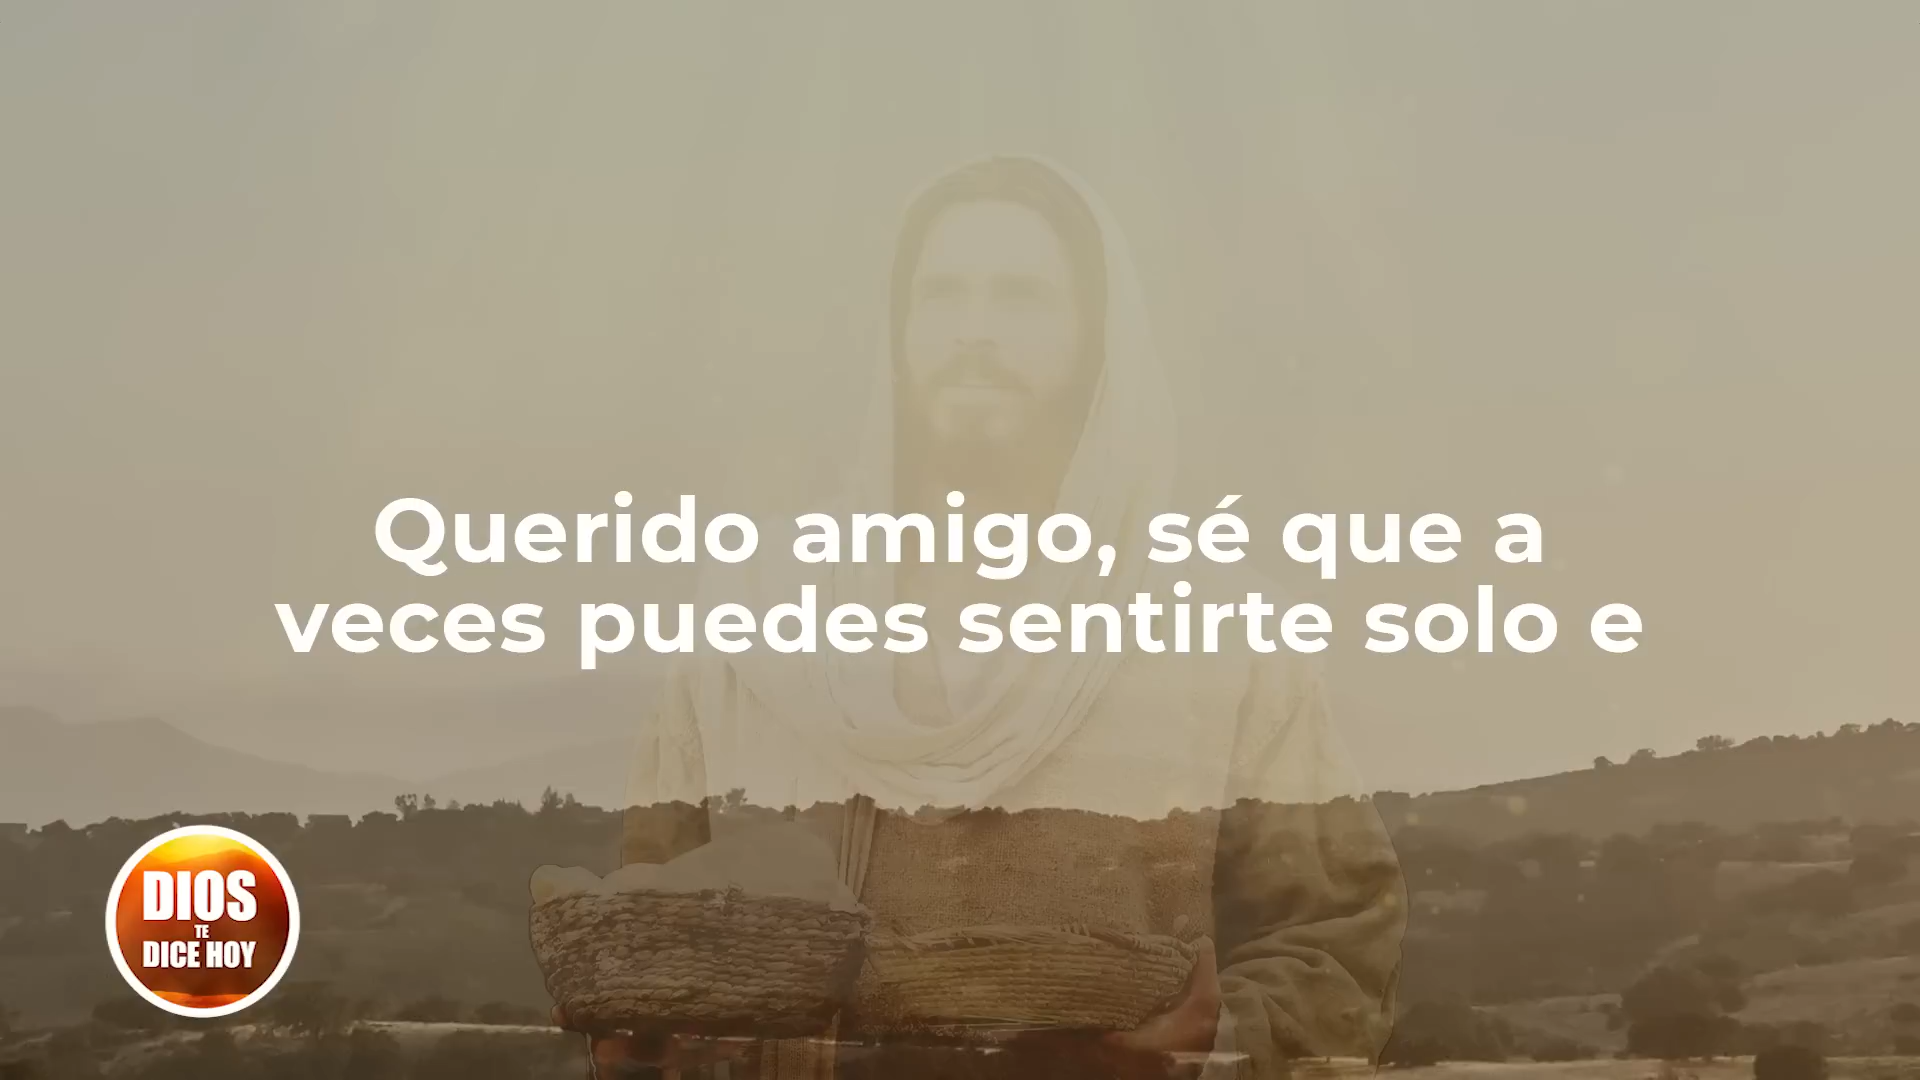 Querido amigo, sé que a
veces puedes sentirte solo e
DIOS
TE
DICE HOY